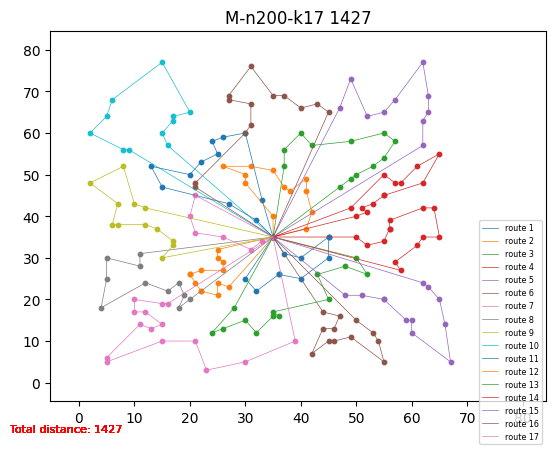 M-n200-k17 1427
80
70
60
50
40
30
20
10
0
0 10 20 30 40 50 60 70 80
route 1
route 2
route 3
route 4
route 5
route 6
route 7
route 8
route 9
route 10
route 11
route 12
route 13
route 14
route 15
route 16
route 17
Total distance: 1427